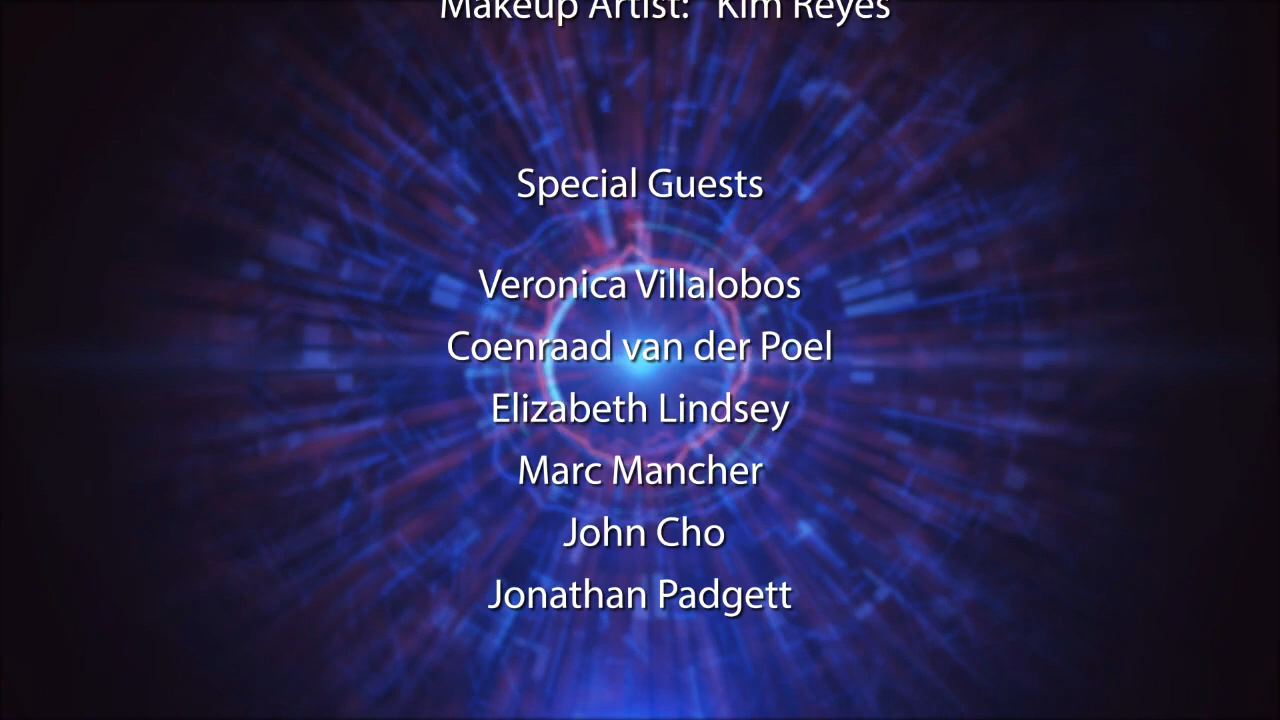 Makeup Artist: Kim Reyes
Special Guests
Veronica Villalobos
Coenraad van der Poel
Elizabeth Lindsey
Marc Mancher
John Cho
Jonathan Padgett